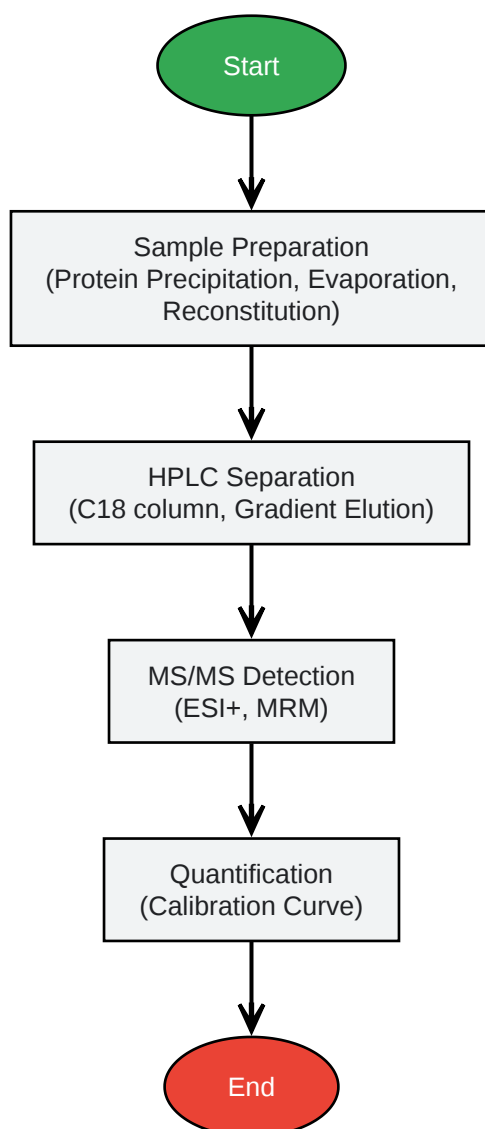 Start
Sample Preparation
(Protein Precipitation, Evaporation,
Reconstitution)
HPLC Separation
(C18 column, Gradient Elution)
MS/MS Detection
(ESI+, MRM)
Quantification
(Calibration Curve)
End